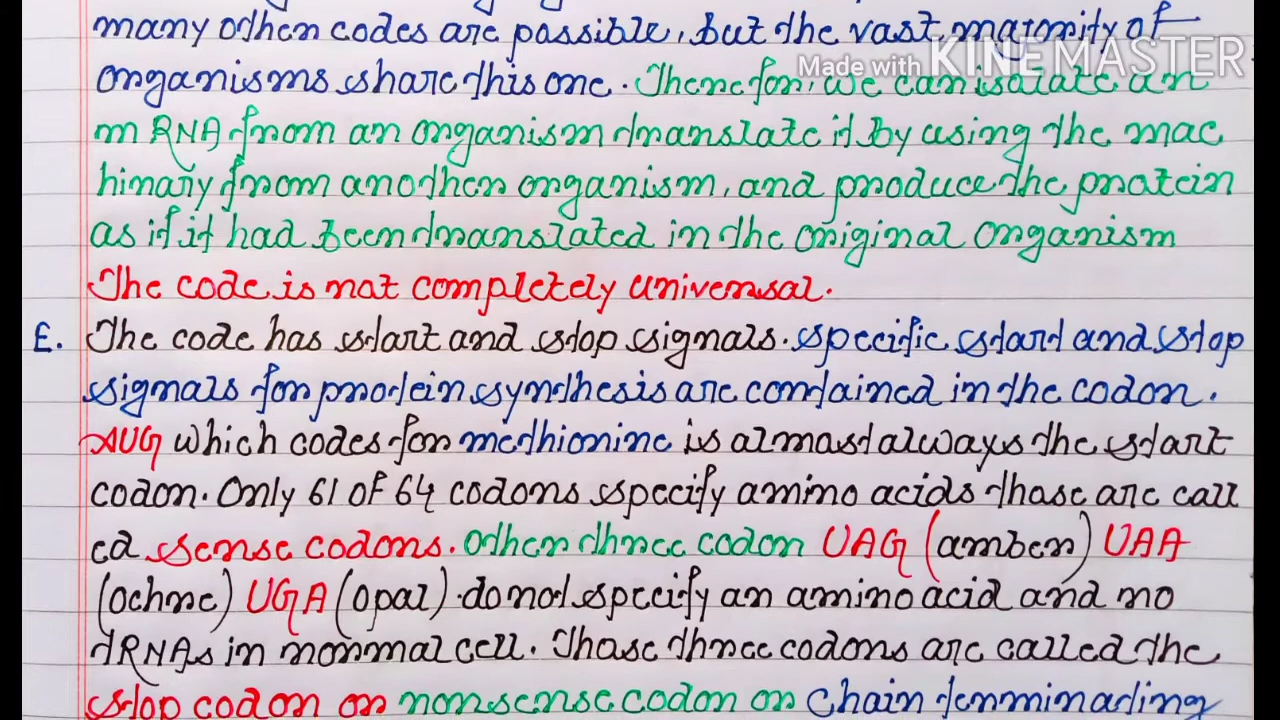 many other codes are possible, but the vast majority of
Made with KINEMASTER
organisms share this one. Therefor, we can isolate an
mRNA from an organism translate it by using the mac
hinary from another organism, and produce the protein
as if it had been translated in the original organism
The code is not completely universal.
E. The code has start and stop signals. specific start and stop
signals for protein synthesis are contained in the codon.
AUG which codes for methionine is almost always the start
codon. Only 61 of 64 codons specify amino acids those are call
ed sense codons. Other three codon UAG (amber) UAA
(ochre) UGA (opal) do not specify an amino acid and no
tRNAs in normal cell. Those three codons are called the
stop codon or nonsense codon or chain terminating